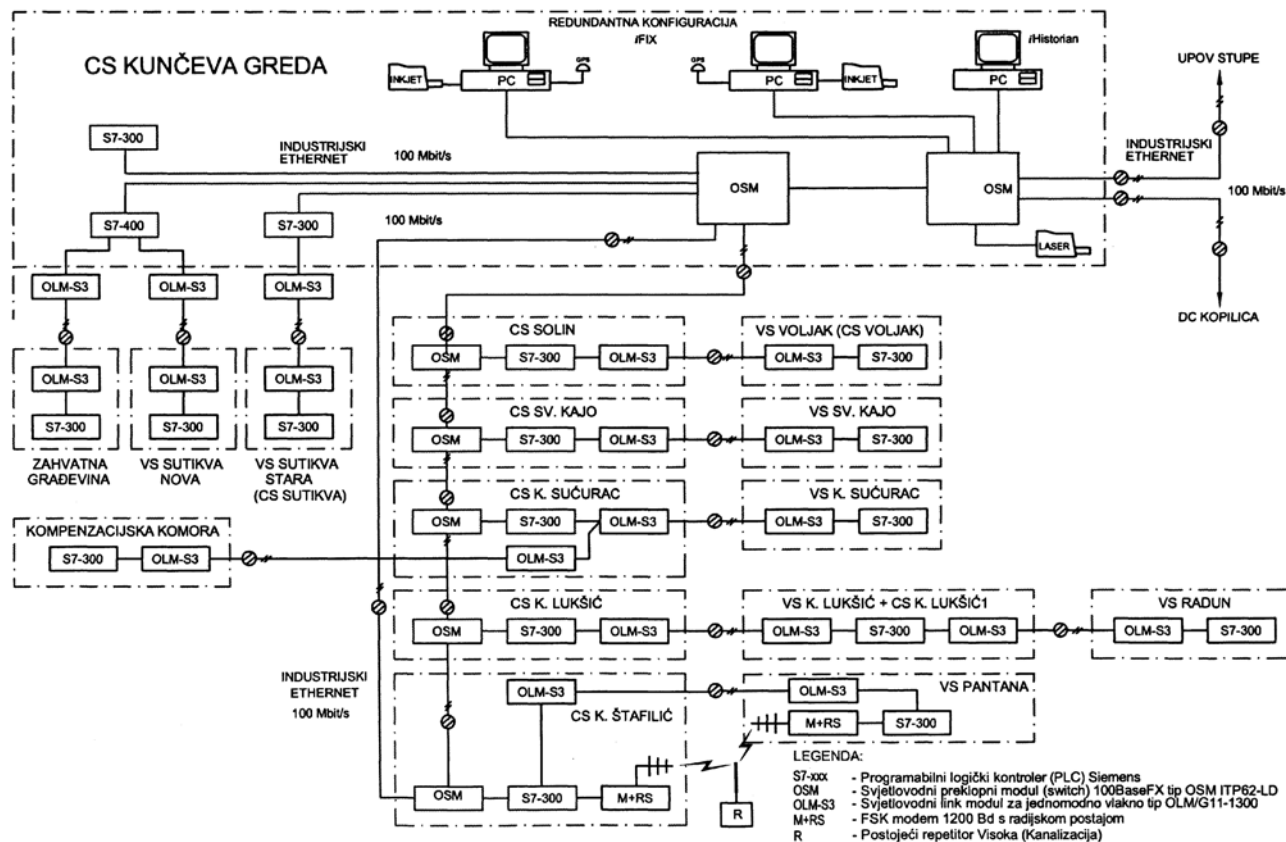 REDUNDANTNA KONFIGURACIJA
iFIX
iHistorian
CS KUNČEVA GREDA
INKJET
PC
GPS
GPS
PC
INKJET
PC
UPOV STUPE
S7-300
INDUSTRIJSKI
ETHERNET
100 Mbit/s
OSM
OSM
INDUSTRIJSKI
ETHERNET
100 Mbit/s
S7-400
S7-300
100 Mbit/s
LASER
OLM-S3
OLM-S3
OLM-S3
DC KOPILICA
CS SOLIN
OSM
S7-300
OLM-S3
VS VOLJAK (CS VOLJAK)
OLM-S3
S7-300
OLM-S3
OLM-S3
OLM-S3
S7-300
S7-300
S7-300
ZAHVATNA
GRAĐEVINA
VS SUTIKVA
NOVA
VS SUTIKVA
STARA
(CS SUTIKVA)
CS SV. KAJO
OSM
S7-300
OLM-S3
VS SV. KAJO
OLM-S3
S7-300
CS K. SUĆURAC
OSM
S7-300
OLM-S3
OLM-S3
VS K. SUĆURAC
OLM-S3
S7-300
KOMPENZACIJSKA KOMORA
S7-300
OLM-S3
CS K. LUKŠIĆ
OSM
S7-300
OLM-S3
VS K. LUKŠIĆ + CS K. LUKŠIĆ1
OLM-S3
S7-300
OLM-S3
VS RADUN
OLM-S3
S7-300
INDUSTRIJSKI
ETHERNET
100 Mbit/s
OLM-S3
CS K. ŠTAFILIĆ
OSM
S7-300
M+RS
OLM-S3
VS PANTANA
M+RS
S7-300
R
LEGENDA:
S7-xxx - Programabilni logički kontroler (PLC) Siemens
OSM - Svjetlovodni preklopni modul (switch) 100BaseFX tip OSM ITP62-LD
OLM-S3 - Svjetlovodni link modul za jednomodno vlakno tip OLM/G11-1300
M+RS - FSK modem 1200 Bd s radijskom postajom
R - Postojeći repetitor Visoka (Kanalizacija)